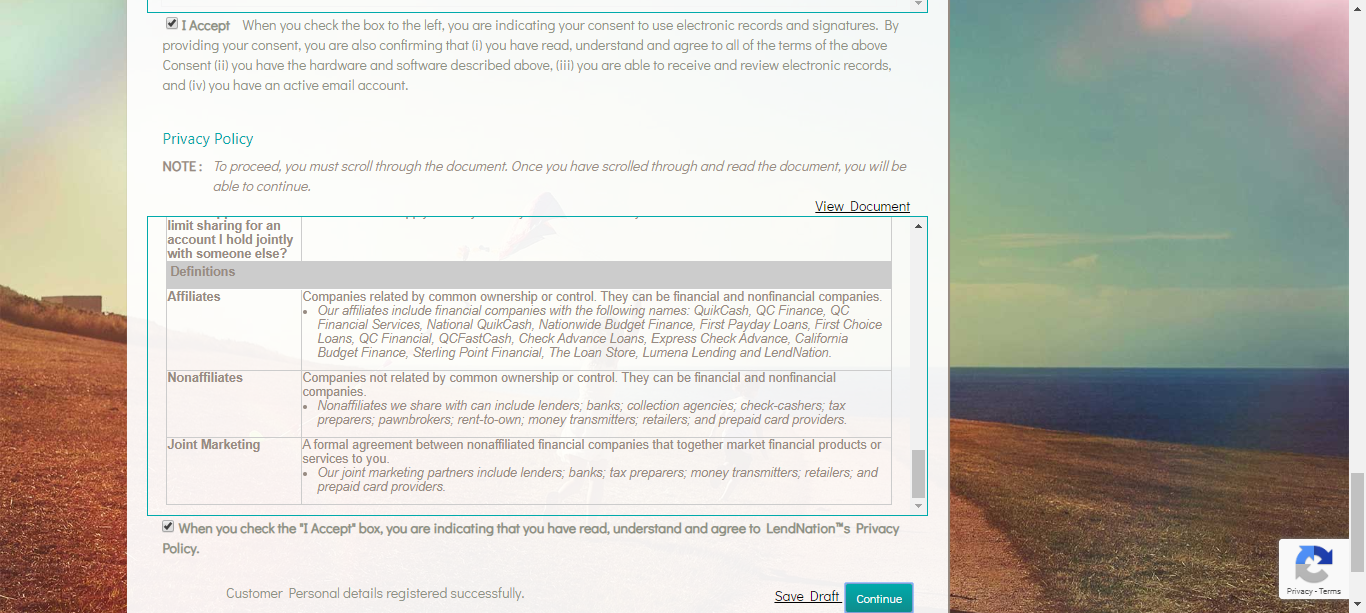 I Accept When you check the box to the left, you are indicating your consent to use electronic records and signatures. By
providing your consent, you are also confirming that (i) you have read, understand and agree to all of the terms of the above
Consent (ii) you have the hardware and software described above, (iii) you are able to receive and review electronic records,
and (iv) you have an active email account.
Privacy Policy
NOTE : To proceed, you must scroll through the document. Once you have scrolled through and read the document, you will be
able to continue.
View Document
limit sharing for an
account I hold jointly
with someone else?
Definitions
Affiliates Companies related by common ownership or control. They can be financial and nonfinancial companies.
• Our affiliates include financial companies with the following names: QuikCash, QC Finance, QC
Financial Services, National QuikCash, Nationwide Budget Finance, First Payday Loans, First Choice
Loans, QC Financial, QCFastCash, Check Advance Loans, Express Check Advance, California
Budget Finance, Sterling Point Financial, The Loan Store, Lumena Lending and LendNation.
Nonaffiliates Companies not related by common ownership or control. They can be financial and nonfinancial
companies.
• Nonaffiliates we share with can include lenders; banks; collection agencies; check-cashers; tax
preparers; pawnbrokers; rent-to-own; money transmitters; retailers; and prepaid card providers.
Joint Marketing A formal agreement between nonaffiliated financial companies that together market financial products or
services to you.
• Our joint marketing partners include lenders; banks; tax preparers; money transmitters; retailers; and
prepaid card providers.
When you check the "I Accept" box, you are indicating that you have read, understand and agree to LendNation™s Privacy
Policy.
Customer Personal details registered successfully.
Save Draft Continue
Privacy - Terms